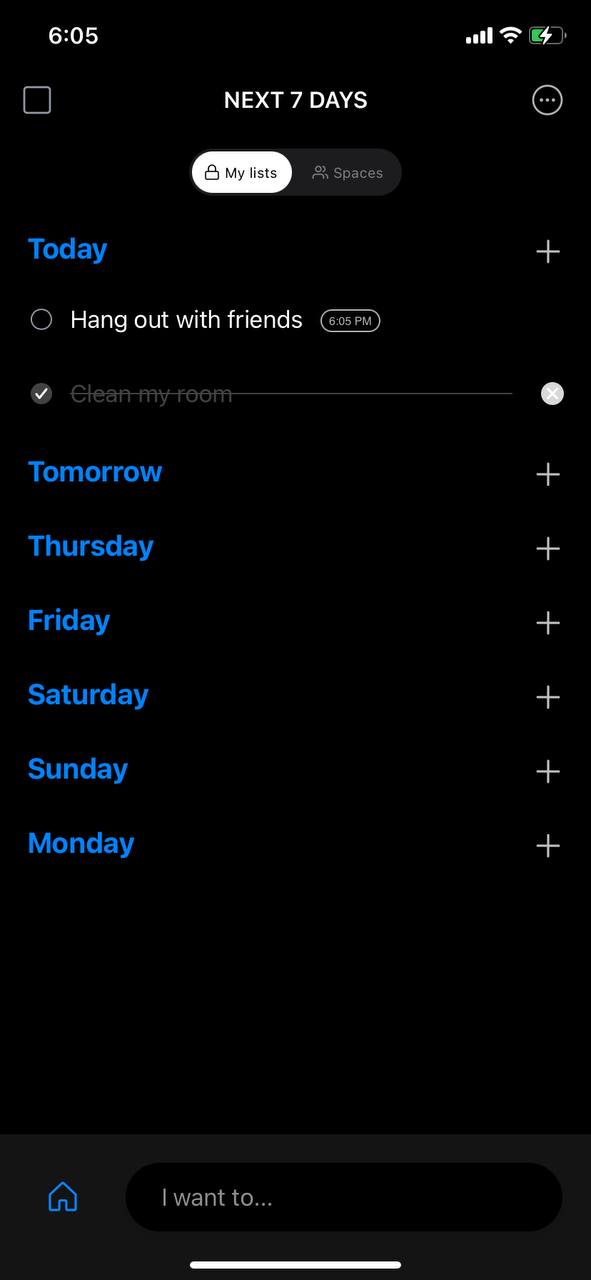 6:05
NEXT 7 DAYS
My lists Spaces
Today
Hang out with friends 6:05 PM
Clean my room
Tomorrow
Thursday
Friday
Saturday
Sunday
Monday
I want to...